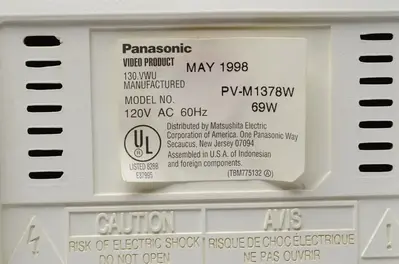 Panasonic
VIDEO PRODUCT
130.VWU
MANUFACTURED MAY 1998
MODEL NO. PV-M1378W
120V AC 60Hz 69W
Distributed by Matsushita Electric
Corporation of America. One Panasonic Way
Secaucus, New Jersey 07094
Assembled in U.S.A. of Indonesian
and foreign components.
(TBM775132 A)
UL
LISTED
CAUTION
RISK OF ELECTRIC SHOCK
DO NOT OPEN
AVIS
RISQUE DE CHOC ELECTRIQUE
NE PAS OUVRIR